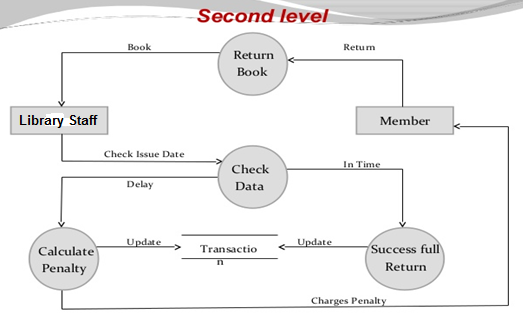 Second level
Book
Return
Return
Book
Library Staff
Member
Check Issue Date
Check
Data
In Time
Delay
Calculate
Penalty
Update
Transactio
n
Update
Success full
Return
Charges Penalty